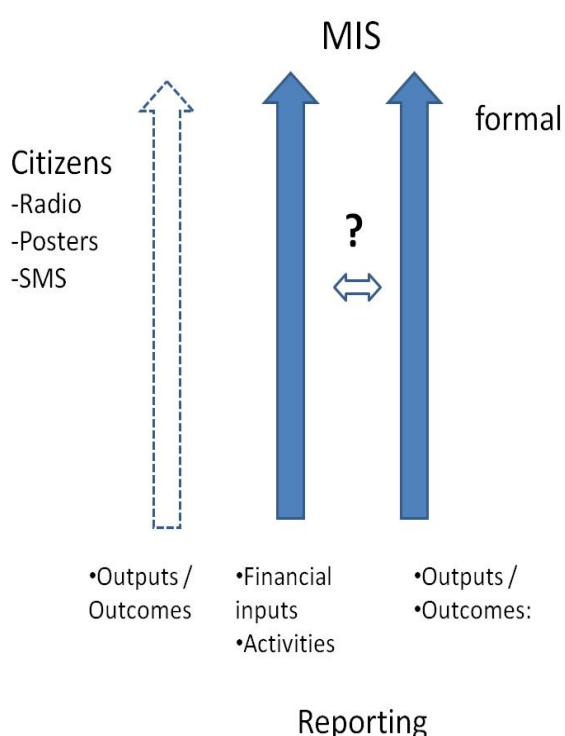 MIS
formal
Citizens
-Radio
-Posters
-SMS
?
•Outputs /
Outcomes
•Financial
inputs
•Activities
•Outputs /
•Outcomes:
Reporting